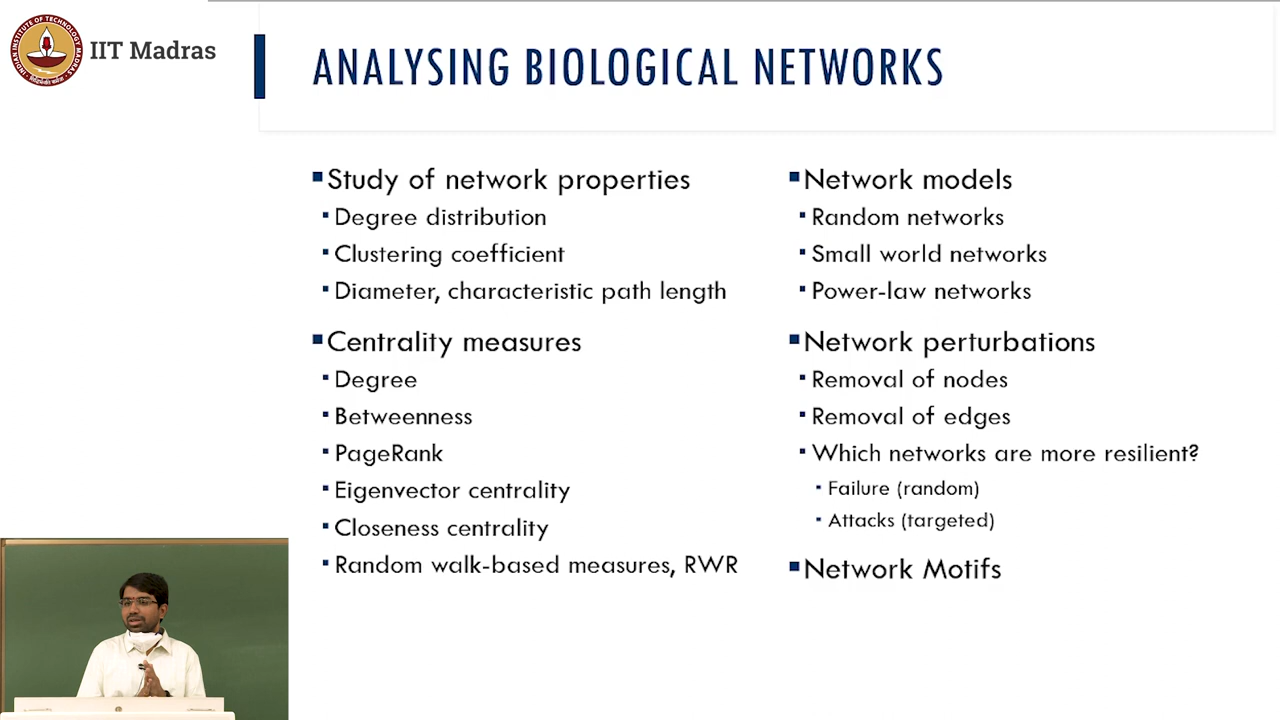 IIT Madras
ANALYSING BIOLOGICAL NETWORKS
▪Study of network properties
▪Degree distribution
▪Clustering coefficient
▪Diameter, characteristic path length
▪Centrality measures
▪Degree
▪Betweenness
▪PageRank
▪Eigenvector centrality
▪Closeness centrality
▪Random walk-based measures, RWR
▪Network models
▪Random networks
▪Small world networks
▪Power-law networks
▪Network perturbations
▪Removal of nodes
▪Removal of edges
▪Which networks are more resilient?
▪Failure (random)
▪Attacks (targeted)
▪Network Motifs